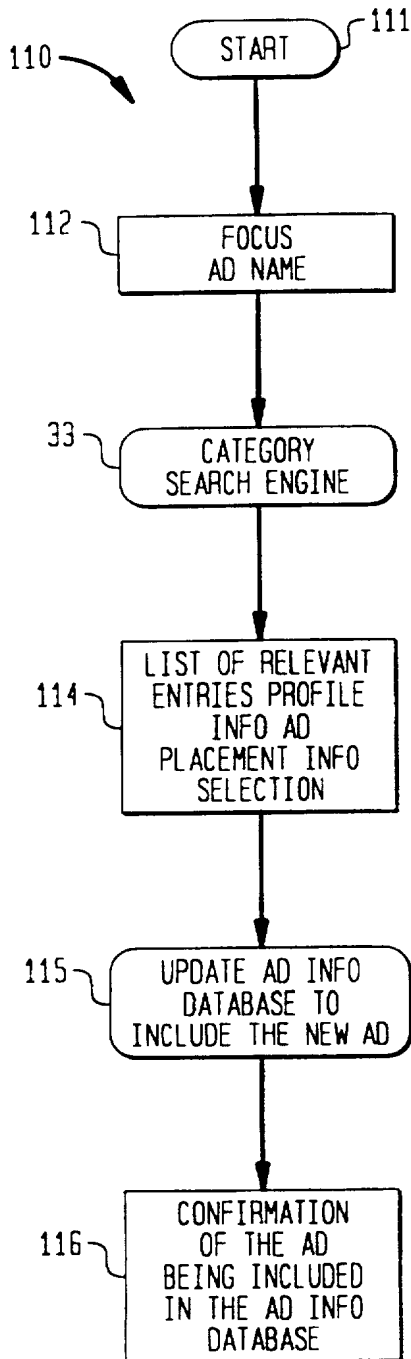 111
START
110
112
FOCUS
AD NAME
33
CATEGORY
SEARCH ENGINE
114
LIST OF RELEVANT
ENTRIES PROFILE
INFO AD
PLACEMENT INFO
SELECTION
115
UPDATE AD INFO
DATABASE TO
INCLUDE THE NEW AD
116
CONFIRMATION
OF THE AD
BEING INCLUDED
IN THE AD INFO
DATABASE